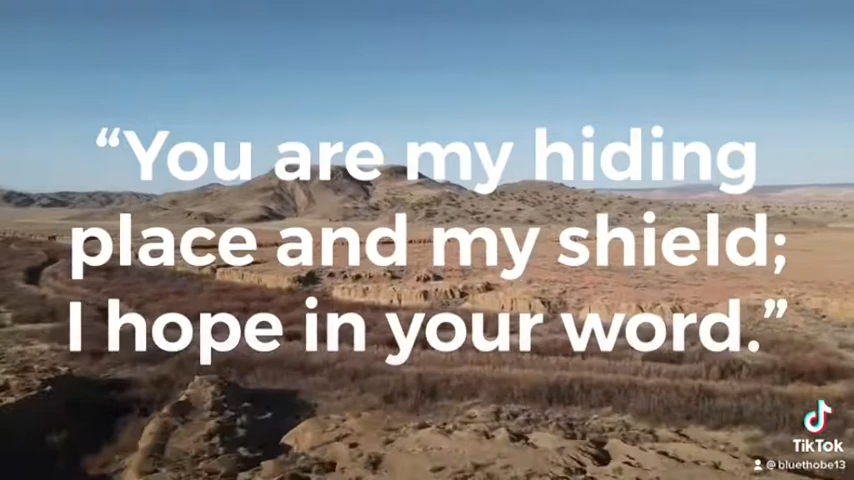 “You are my hiding
place and my shield;
I hope in your word.”
TikTok
@bluethobe13